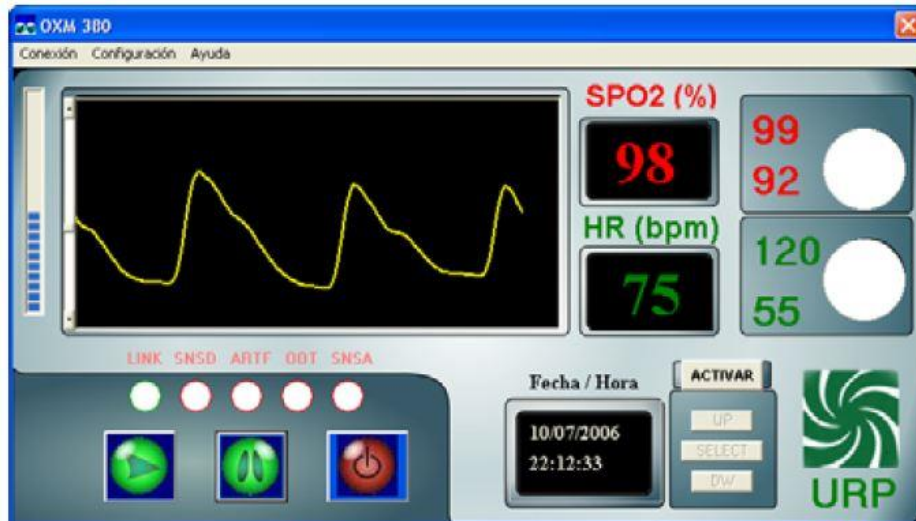 OXM 380
Conexión Configuración Ayuda
SPO2 (%)
98
99
92
HR (bpm)
75
120
55
LINK SNSD ARTF OOT SNSA
Fecha / Hora
10/07/2006
22:12:33
ACTIVAR
UP
SELECT
DW
URP